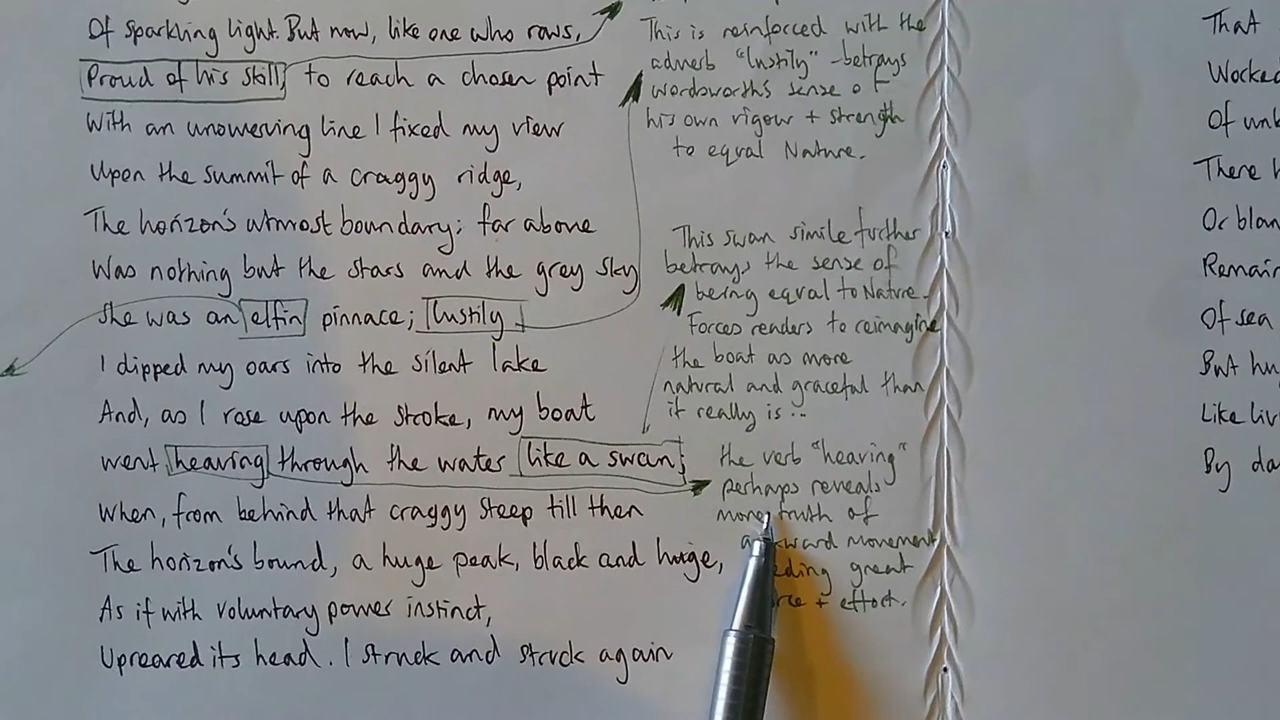 Of sparkling light. But now, like one who rows,
Proud of his skill, to reach a chosen point
With an unswerving line I fixed my view
Upon the summit of a craggy ridge,
The horizon's utmost boundary; far above
Was nothing but the stars and the grey sky
She was an elfin pinnace; lustily
I dipped my oars into the silent lake
And, as I rose upon the stroke, my boat
went heaving through the water like a swan;
When, from behind that craggy steep till then
The horizon's bound, a huge peak, black and huge,
As if with voluntary power instinct,
Upreared its head. I struck and struck again
This is reinforced with the
adverb "lustily" - betrays
Wordsworth's sense of
his own vigour + strength
to equal Nature.
This swan simile further
betrays the sense of
being equal to Nature.
Forces renders to reimagine
the boat as more
natural and graceful than
it really is...
the verb "heaving"
perhaps reveals
more truth of
awkward movement
great
+ effort.
That
Worked
Of
There
Or
Remain
Of sea
But
Like
By